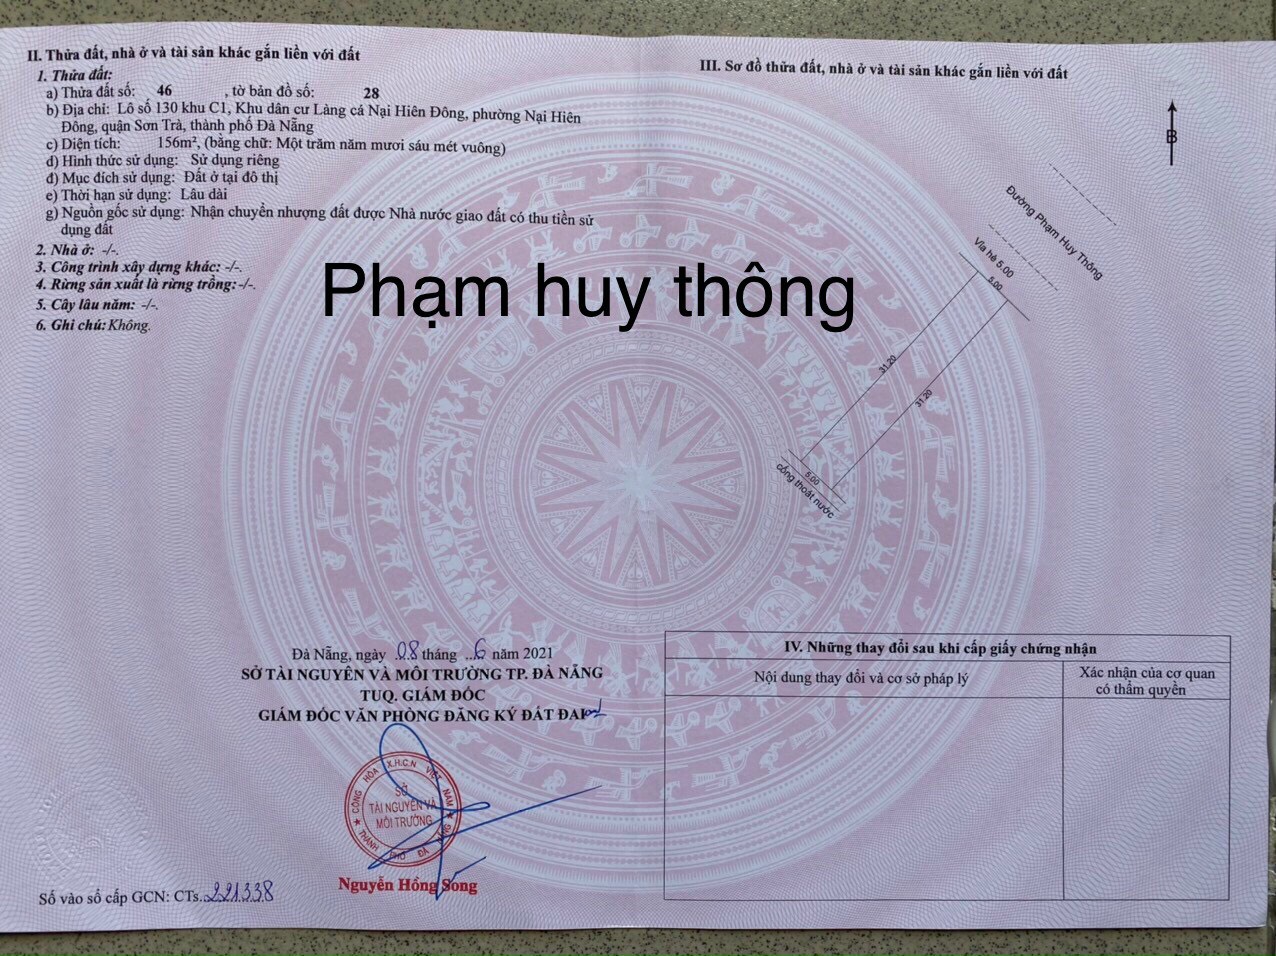 II. Thửa đất, nhà ở và tài sản khác gắn liền với đất
1. Thửa đất:
a) Thửa đất số: 46 , tờ bản đồ số: 28
b) Địa chỉ: Lô số 130 khu C1, Khu dân cư Làng cá Nại Hiên Đông, phường Nại Hiên
Đông, quận Sơn Trà, thành phố Đà Nẵng
c) Diện tích: 156m², (bằng chữ: Một trăm năm mươi sáu mét vuông)
d) Hình thức sử dụng: Sử dụng riêng
đ) Mục đích sử dụng: Đất ở tại đô thị
e) Thời hạn sử dụng: Lâu dài
g) Nguồn gốc sử dụng: Nhận chuyển nhượng đất được Nhà nước giao đất có thu tiền sử
dụng đất
2. Nhà ở: -/-.
3. Công trình xây dựng khác: -/-.
4. Rừng sản xuất là rừng trồng:-/-.
5. Cây lâu năm: -/-.
6. Ghi chú: Không.
Phạm huy thông
Đà Nẵng, ngày 08 tháng 6 năm 2021
SỞ TÀI NGUYÊN VÀ MÔI TRƯỜNG TP. ĐÀ NẴNG
TUQ. GIÁM ĐỐC
GIÁM ĐỐC VĂN PHÒNG ĐĂNG KÝ ĐẤT ĐAI
CỘNG HÒA X.H.C.N VIỆT NAM
SỞ
TÀI NGUYÊN VÀ
MÔI TRƯỜNG
THÀNH PHỐ ĐÀ NẴNG
Nguyễn Hồng Song
Số vào sổ cấp GCN: CTs.221338
III. Sơ đồ thửa đất, nhà ở và tài sản khác gắn liền với đất
B
Đường Phạm Huy Thông
Vỉa hè 5.00
5.00
31.20
31.20
5.00
cống thoát nước
IV. Những thay đổi sau khi cấp giấy chứng nhận
Nội dung thay đổi và cơ sở pháp lý
Xác nhận của cơ quan
có thẩm quyền